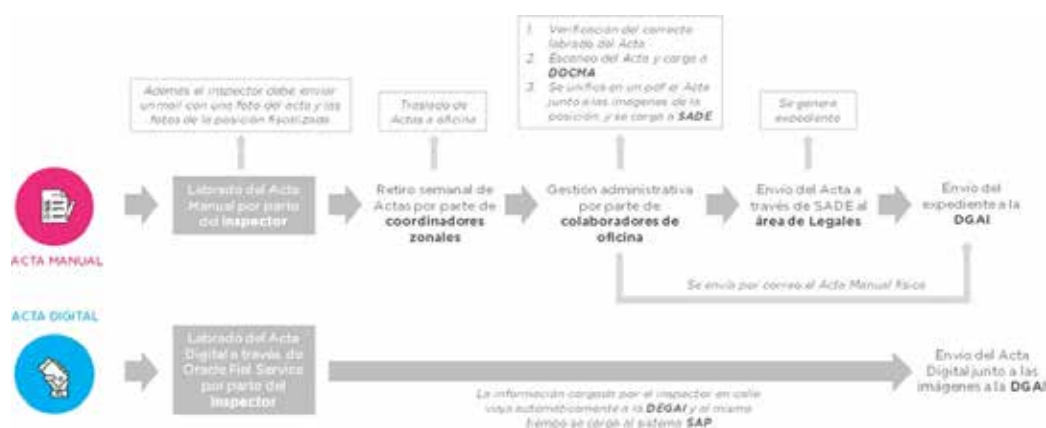 1. Verificación del correcto
labrado del Acta
2. Escaneo del Acta y carga a
DOCMA
3. Se unifica en un pdf el Acta
junto a las imágenes de la
posición, y se carga a SADE
Además el inspector debe enviar
un mail con una foto del acta y las
fotos de la posición fiscalizada
Traslado de
Actas a oficina
Se genera
expediente
ACTA MANUAL
Labrado del Acta
Manual por parte
del inspector
Retiro semanal de
Actas por parte de
coordinadores
zonales
Gestión administrativa
por parte de
colaboradores de
oficina
Envío del Acta a
través de SADE al
área de Legales
Envío del
expediente a la
DGAI
Se envía por correo el Acta Manual físico
ACTA DIGITAL
Labrado del Acta
Digital a través de
Oracle Fiel Service
por parte del
inspector
Envío del Acta
Digital junto a las
imágenes a la DGAI
La información cargada por el inspector en calle
viaja automáticamente a la DEGAI y al mismo
tiempo se carga al sistema SAP